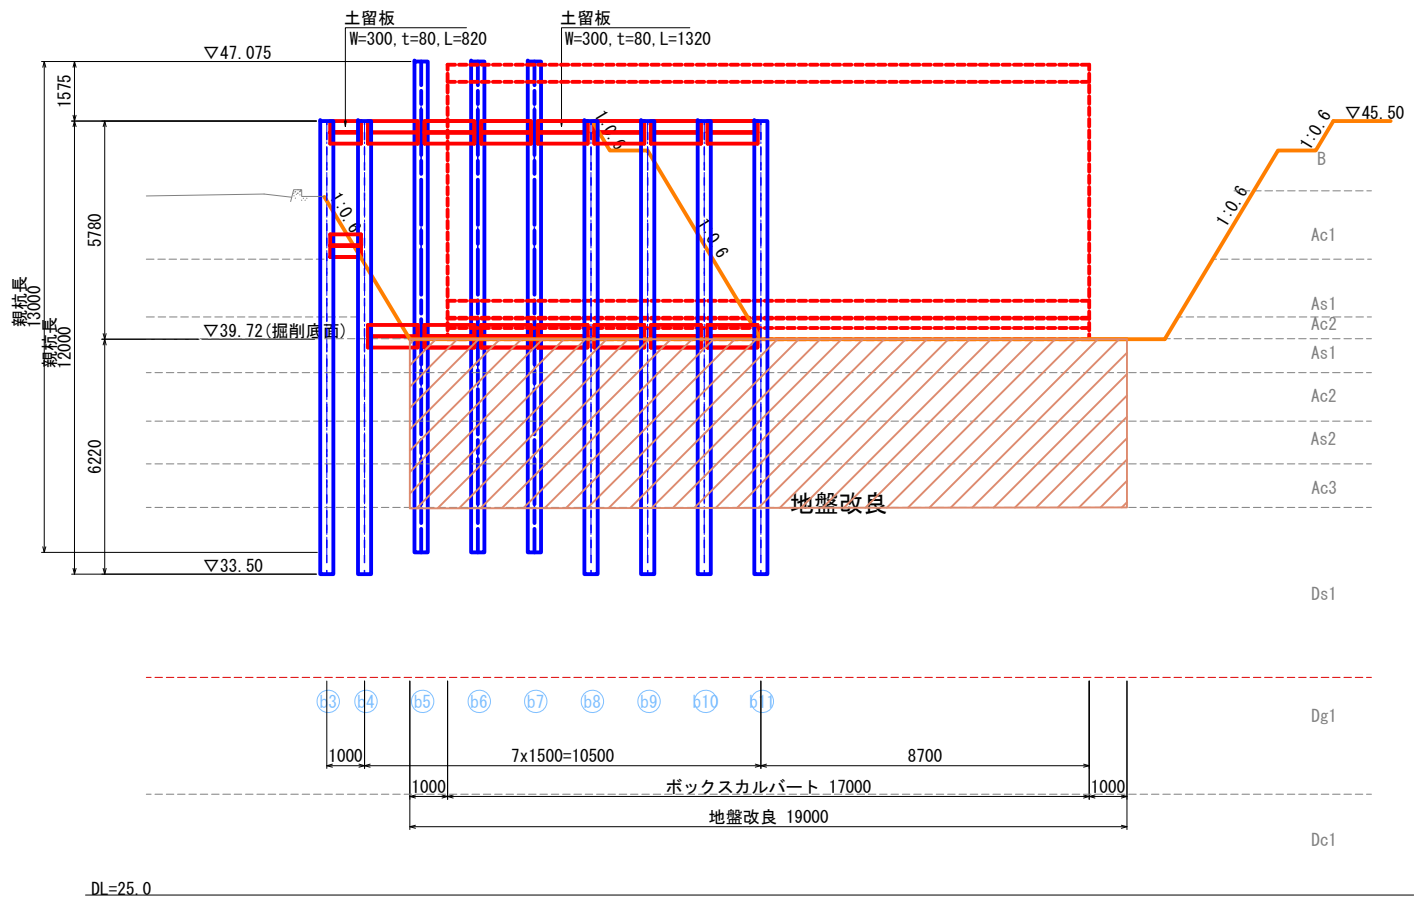 土留板
W=300, t=80, L=820
土留板
W=300, t=80, L=1320
▽47.075
1575
1:0.6
▽45.50
1:0.6
B
1:0.6
1:0.6
5780
Ac1
1:0.6
親杭長
13000
As1
▽39.72(掘削底面)
Ac2
親杭長
12000
As1
Ac2
6220
As2
Ac3
地盤改良
▽33.50
Ds1
b3
b4
b5
b6
b7
b8
b9
b10
b11
Dg1
1000
7x1500=10500
8700
1000
ボックスカルバート 17000
1000
地盤改良 19000
Dc1
DL=25.0